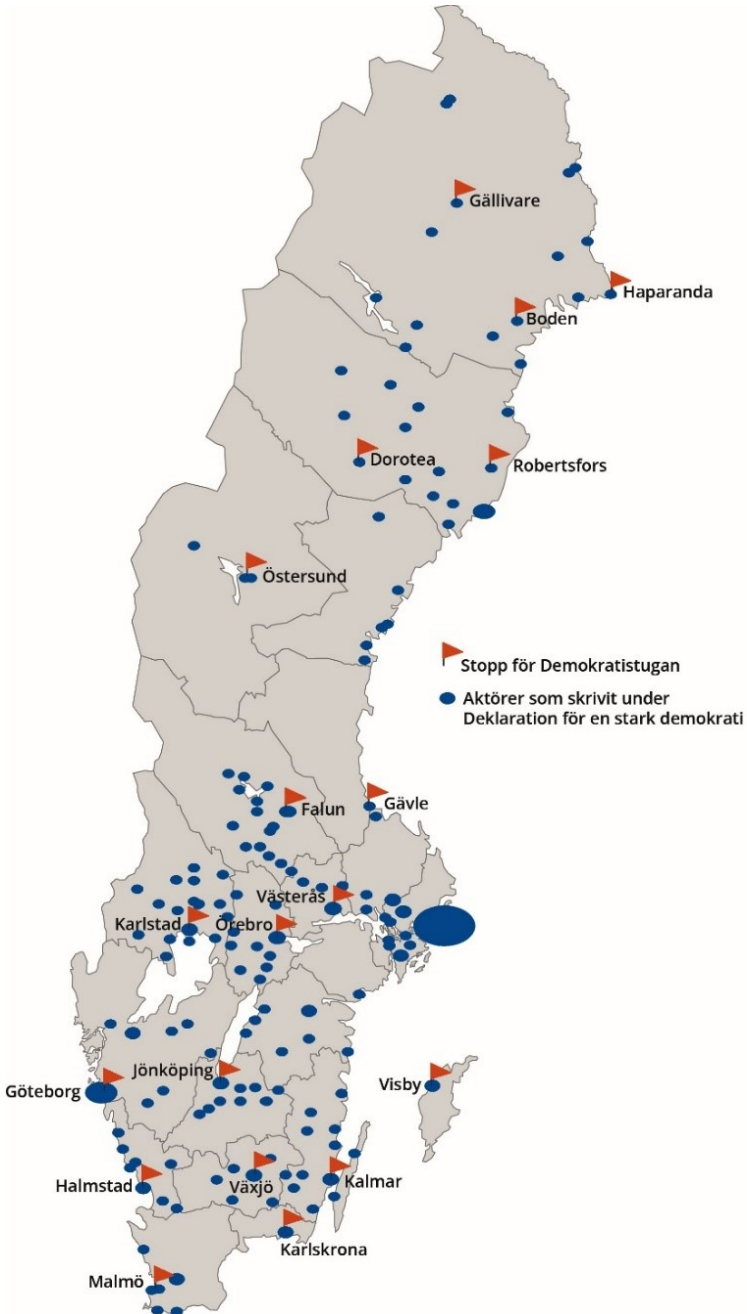 Gällivare
Haparanda
Boden
Dorotea
Robertsfors
Östersund
Stopp för Demokratistugan
Aktörer som skrivit under
Deklaration för en stark demokrati
Gävle
Falun
Västerås
Karlstad
Örebro
Jönköping
Göteborg
Visby
Halmstad
Växjö
Kalmar
Karlskrona
Malmö